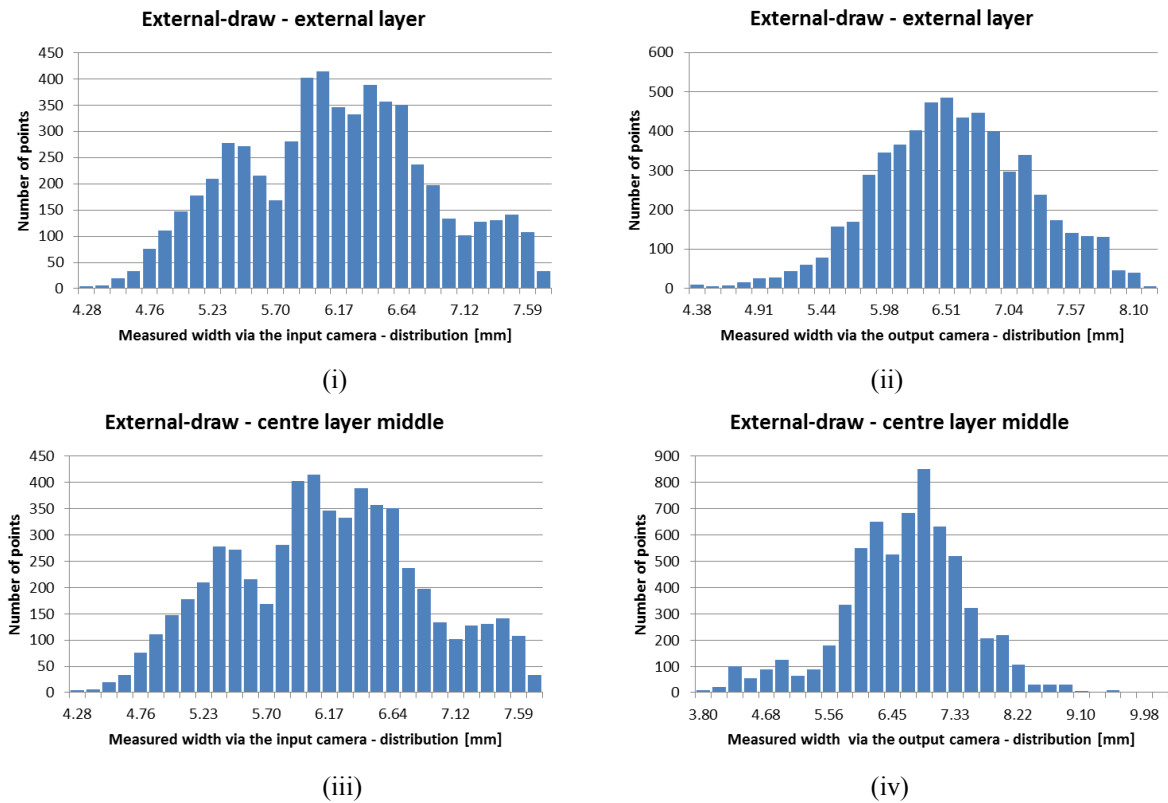 External-draw - external layer
Number of points
450
400
350
300
250
200
150
100
50
0
4.28 4.76 5.23 5.70 6.17 6.64 7.12 7.59
Measured width via the input camera - distribution [mm]
(i)
External-draw - external layer
Number of points
600
500
400
300
200
100
0
4.38 4.91 5.44 5.98 6.51 7.04 7.57 8.10
Measured width via the output camera - distribution [mm]
(ii)
External-draw - centre layer middle
Number of points
450
400
350
300
250
200
150
100
50
0
4.28 4.76 5.23 5.70 6.17 6.64 7.12 7.59
Measured width via the input camera - distribution [mm]
(iii)
External-draw - centre layer middle
Number of points
900
800
700
600
500
400
300
200
100
0
3.80 4.68 5.56 6.45 7.33 8.22 9.10 9.98
Measured width via the output camera - distribution [mm]
(iv)